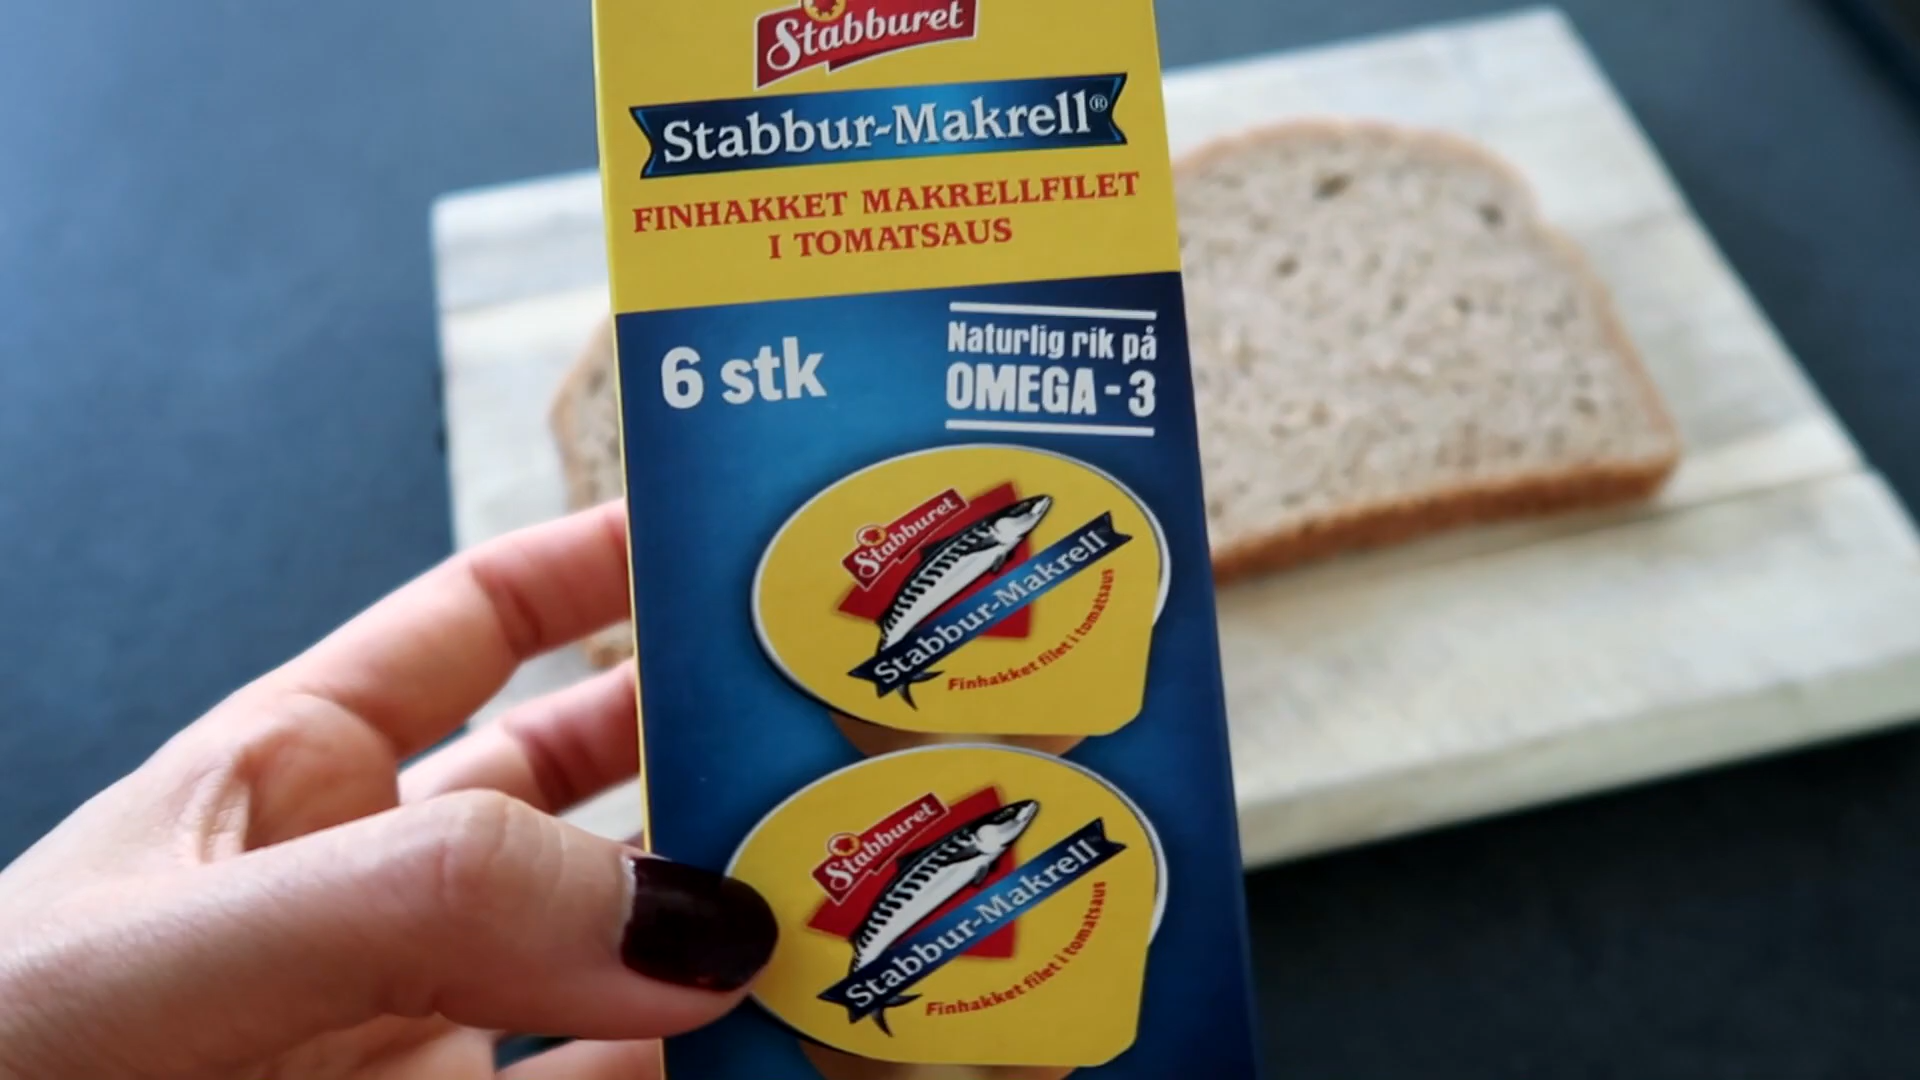 Stabburet
Stabbur-Makrell®
FINHAKKET MAKRELLFILET
I TOMATSAUS
6 stk
Naturlig rik på
OMEGA-3
Stabburet
Stabbur-Makrell
Finhakket filet i tomatsaus
Stabburet
Stabbur-Makrell
Finhakket filet i tomatsaus